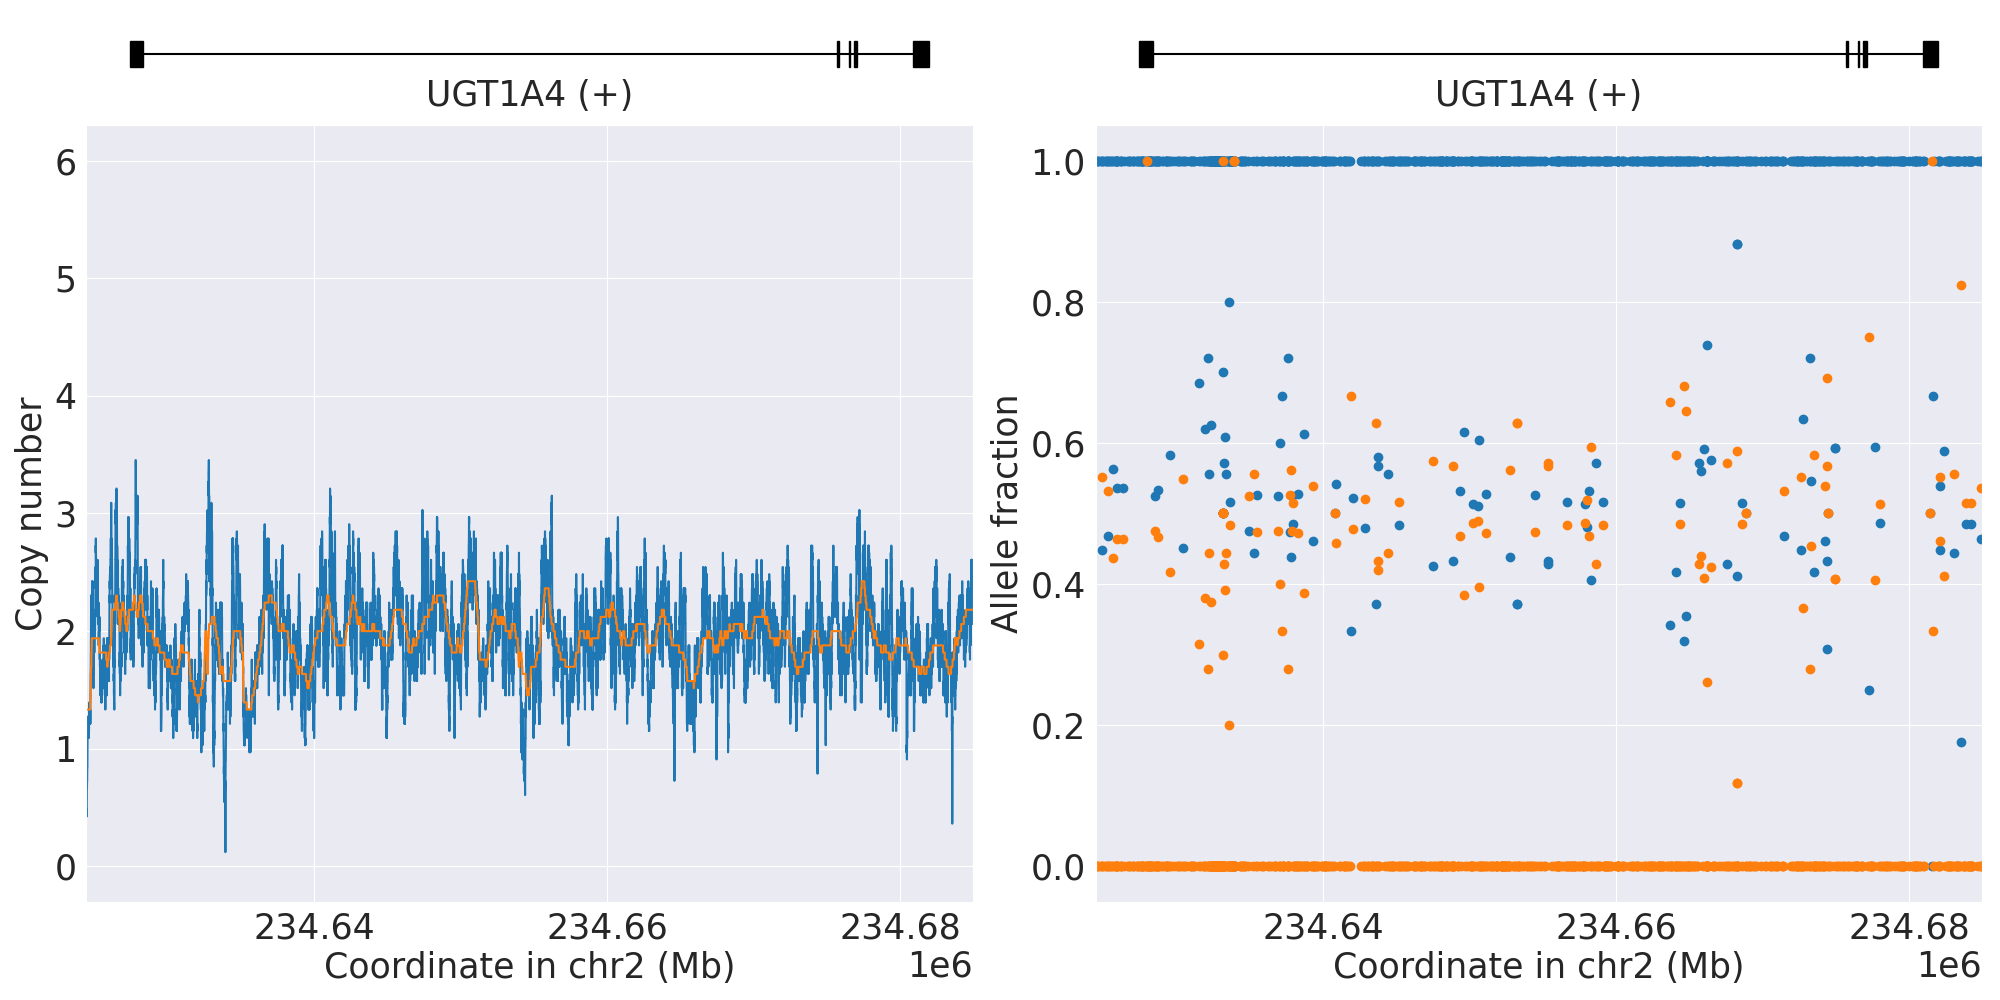 UGT1A4 (+)
6
5
4
3
2
1
0
Copy number
234.64
234.66
234.68
1e6
Coordinate in chr2 (Mb)
UGT1A4 (+)
1.0
0.8
0.6
0.4
0.2
0.0
Allele fraction
234.64
234.66
234.68
1e6
Coordinate in chr2 (Mb)